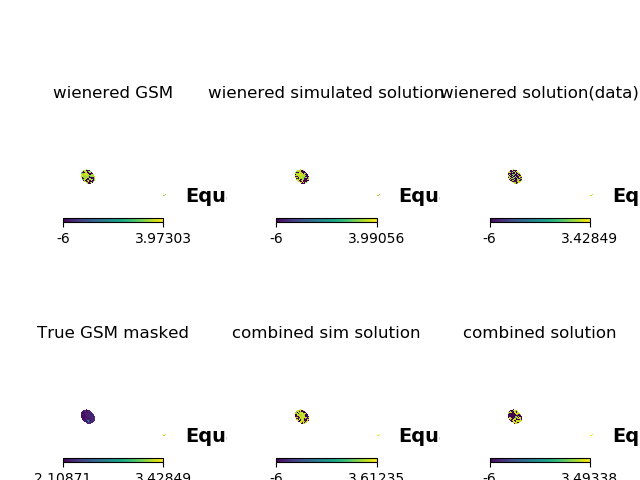 wienered GSM wienered simulated solution wienered solution(data)
Equ Equ Eq
-6 3.97303 -6 3.99056 -6 3.42849
True GSM masked combined sim solution combined solution
Equ Equ Eq
2.10871 3.42849 -6 3.61235 -6 3.49338